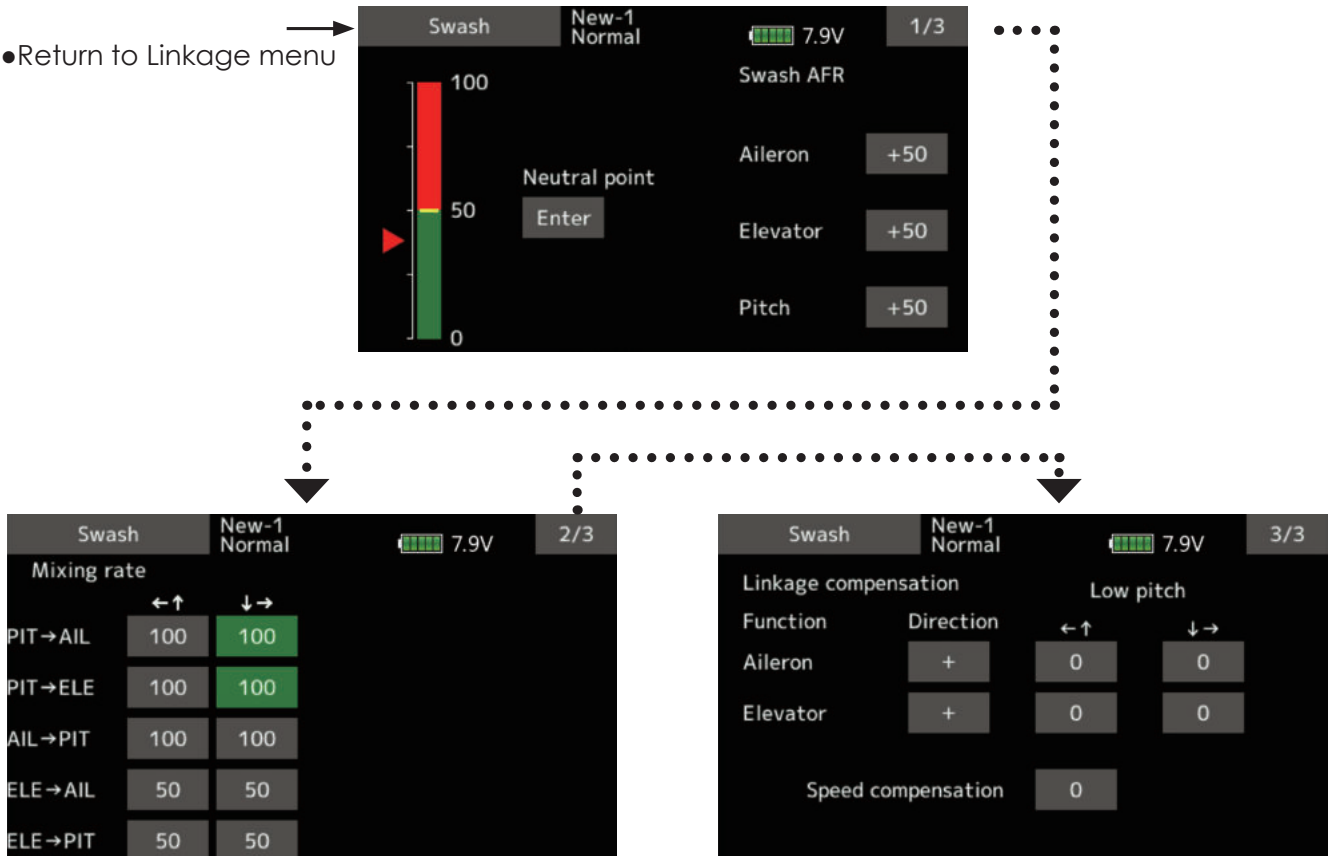 Swash New-1 7.9V 1/3
Normal
●Return to Linkage menu
100 Swash AFR
Aileron +50
Neutral point
50 Enter Elevator +50
Pitch +50
0
Swash New-1 7.9V 2/3
Normal
Mixing rate
←↑ ↓→
PIT→AIL 100 100
PIT→ELE 100 100
AIL→PIT 100 100
ELE→AIL 50 50
ELE→PIT 50 50
Swash New-1 7.9V 3/3
Normal
Linkage compensation Low pitch
Function Direction ←↑ ↓→
Aileron + 0 0
Elevator + 0 0
Speed compensation 0